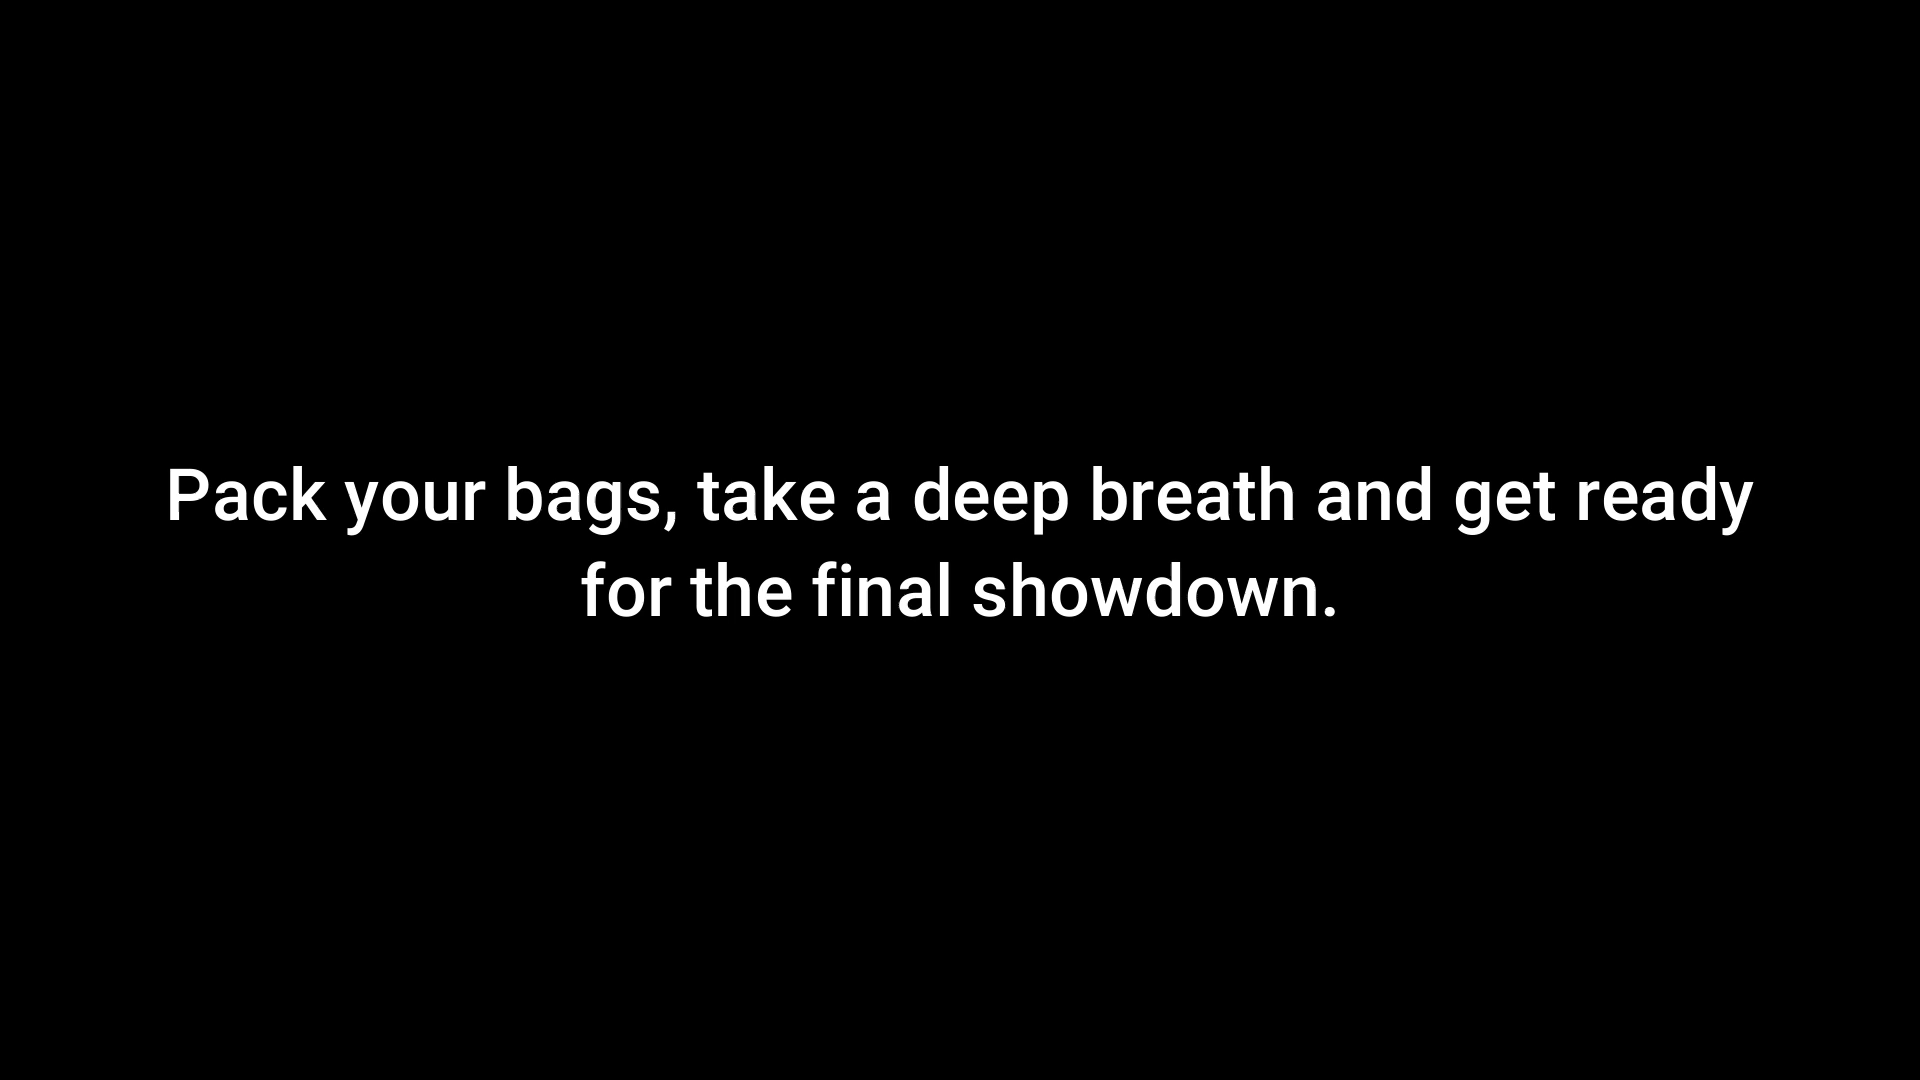 Pack your bags, take a deep breath and get ready
for the final showdown.